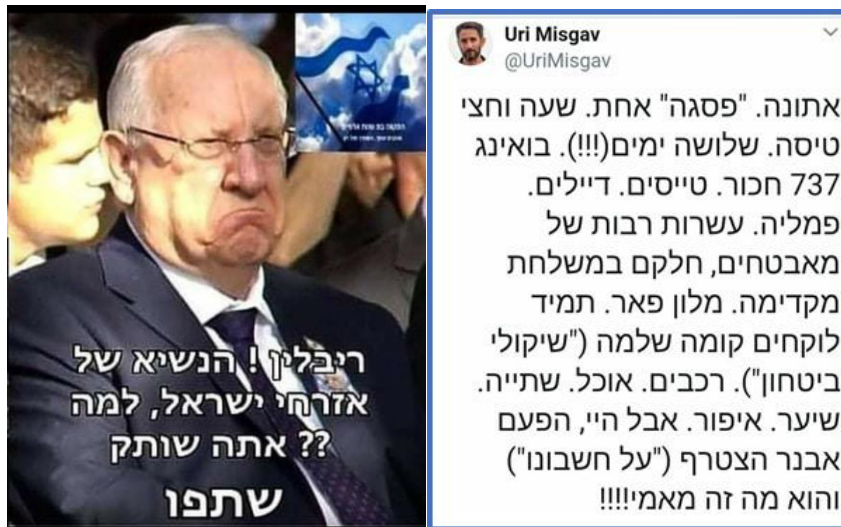 ריבלין ! הנשיא של
אזרחי ישראל, למה
אתה שותק ??
שתפו
Uri Misgav
@UriMisgav
אתונה. "פסגה" אחת. שעה וחצי
טיסה. שלושה ימים(!!!). בואינג
737 חכור. טייסים. דיילים.
פמליה. עשרות רבות של
מאבטחים, חלקם במשלחת
מקדימה. מלון פאר. תמיד
לוקחים קומה שלמה ("שיקולי
ביטחון"). רכבים. אוכל. שתייה.
שיער. איפור. אבל היי, הפעם
אבנר הצטרף ("על חשבונו")
והוא מה זה מאמי!!!!